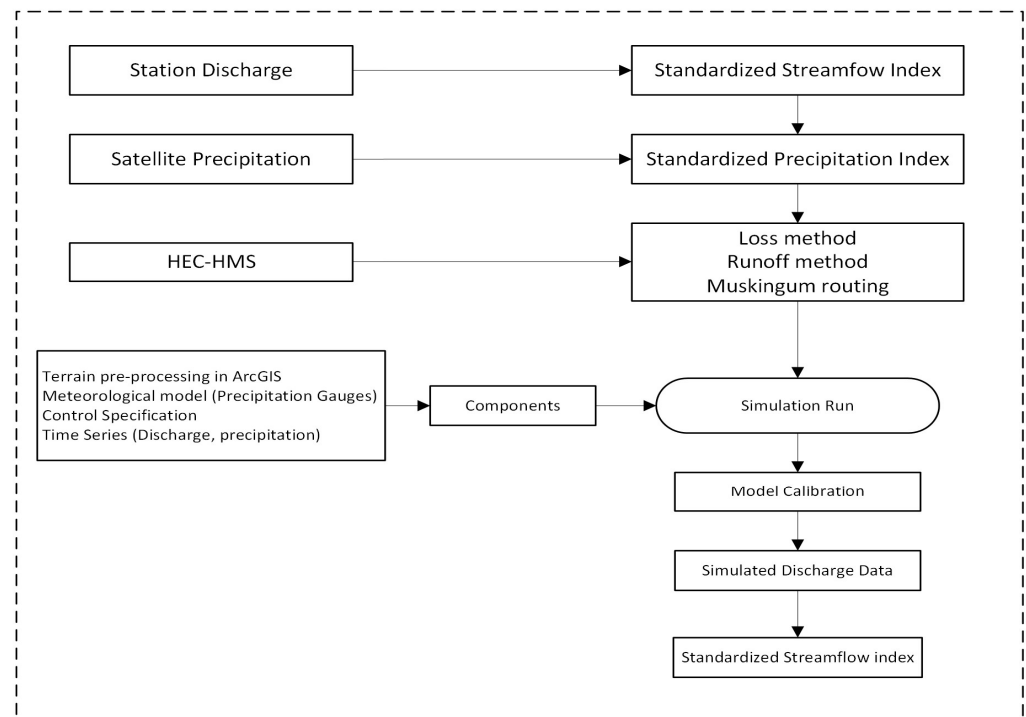 Station Discharge
Standardized Streamfow Index
Satellite Precipitation
Standardized Precipitation Index
HEC-HMS
Loss method
Runoff method
Muskingum routing
Terrain pre-processing in ArcGIS
Meteorological model (Precipitation Gauges)
Control Specification
Time Series (Discharge, precipitation)
Components
Simulation Run
Model Calibration
Simulated Discharge Data
Standardized Streamflow index